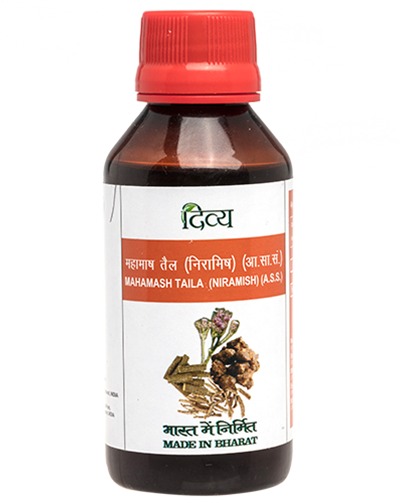 दिव्य
महामाष तैल (निरामिष) (आ.सा.सं.)
MAHAMASH TAILA (NIRAMISH) (A.S.S.)
भारत में निर्मित
MADE IN BHARAT